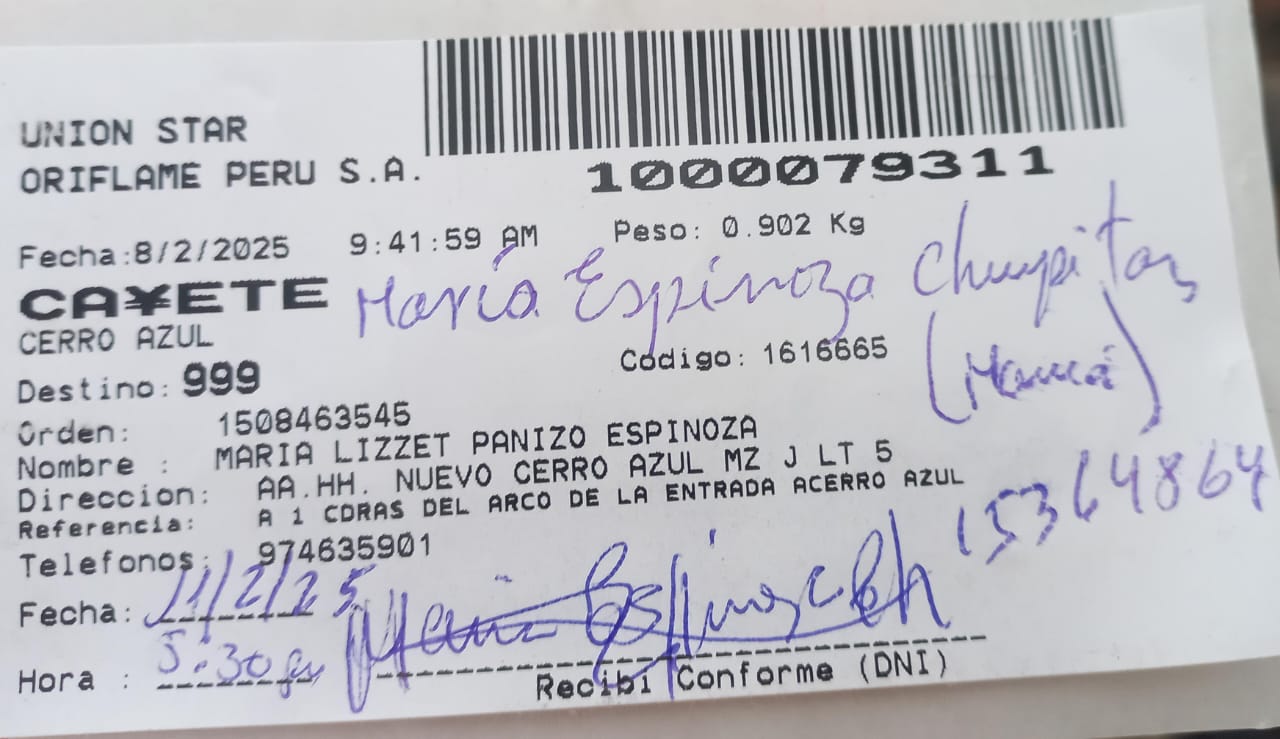 UNION STAR
ORIFLAME PERU S.A.
1000079311
Fecha:8/2/2025 9:41:59 AM Peso: 0.902 Kg
CA¥ETE María Espinoza Chumpitaz
CERRO AZUL
(Mamá)
Destino: 999 Codigo: 1616665
Orden: 1508463545
Nombre : MARIA LIZZET PANIZO ESPINOZA
Direccion: AA.HH. NUEVO CERRO AZUL MZ J LT 5
Referencia: A 1 CDRAS DEL ARCO DE LA ENTRADA ACERRO AZUL
Telefonos: 974635901
15364864
Fecha: 11/2/25
Hora : 5:30
Recibi Conforme (DNI)